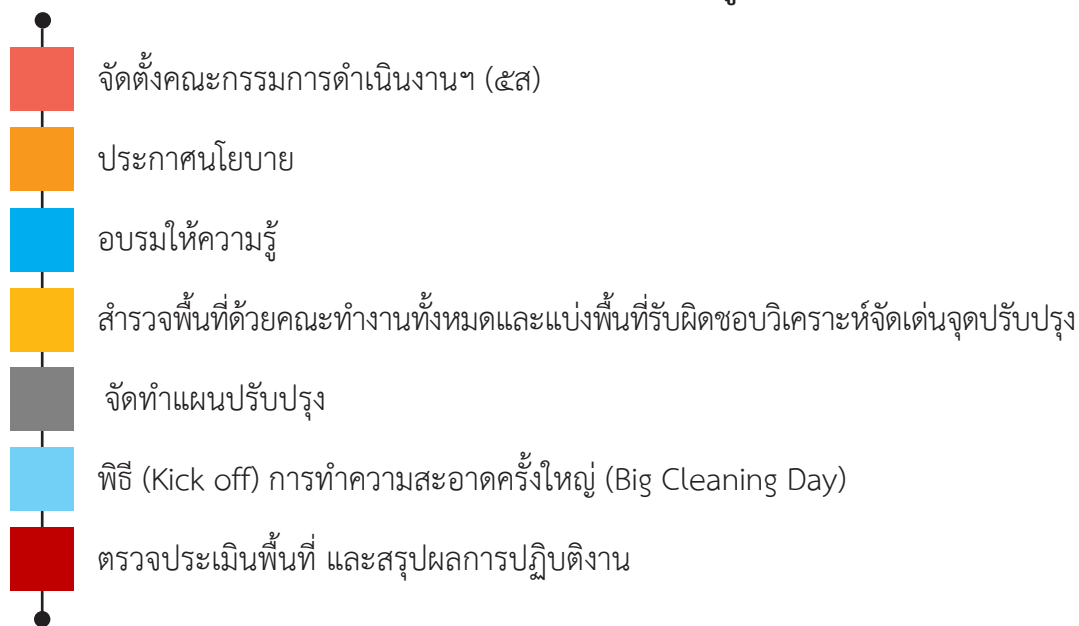 จัดตั้งคณะกรรมการดำเนินงานฯ (๕ส)
ประกาศนโยบาย
อบรมให้ความรู้
สำรวจพื้นที่ด้วยคณะทำงานทั้งหมดและแบ่งพื้นที่รับผิดชอบวิเคราะห์จัดเด่นจุดปรับปรุง
จัดทำแผนปรับปรุง
พิธี (Kick off) การทำความสะอาดครั้งใหญ่ (Big Cleaning Day)
ตรวจประเมินพื้นที่ และสรุปผลการปฏิบติงาน